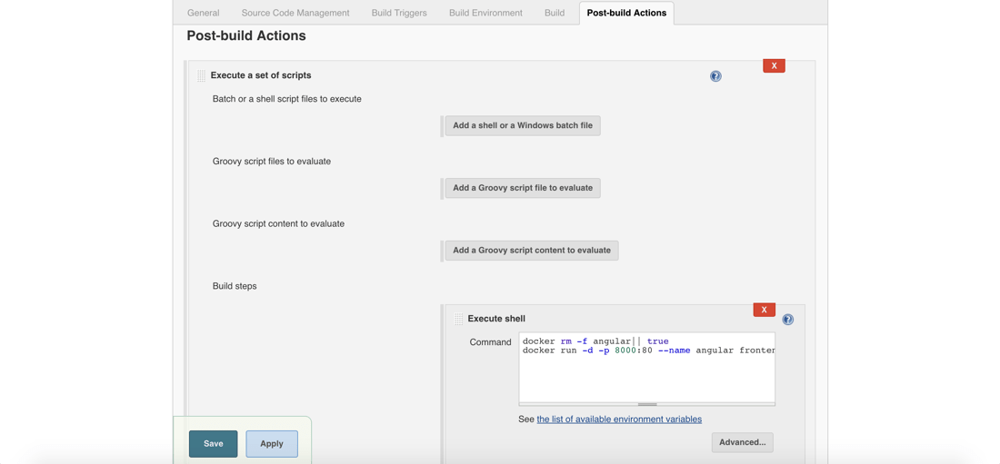 General Source Code Management Build Triggers Build Environment Build Post-build Actions
Post-build Actions
X
Execute a set of scripts ?
Batch or a shell script files to execute
Add a shell or a Windows batch file
Groovy script files to evaluate
Add a Groovy script file to evaluate
Groovy script content to evaluate
Add a Groovy script content to evaluate
Build steps
X
Execute shell ?
Command docker rm -f angular|| true
docker run -d -p 8000:80 --name angular
See the list of available environment variables
Save Apply Advanced...